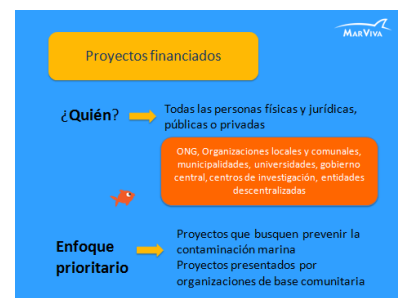 MARVIVA
Proyectos financiados
¿Quién?
Todas las personas físicas y jurídicas,
públicas o privadas
ONG, Organizaciones locales y comunales,
municipalidades, universidades, gobierno
central, centros de investigación, entidades
descentralizadas
Enfoque
prioritario
Proyectos que busquen prevenir la
contaminación marina
Proyectos presentados por
organizaciones de base comunitaria